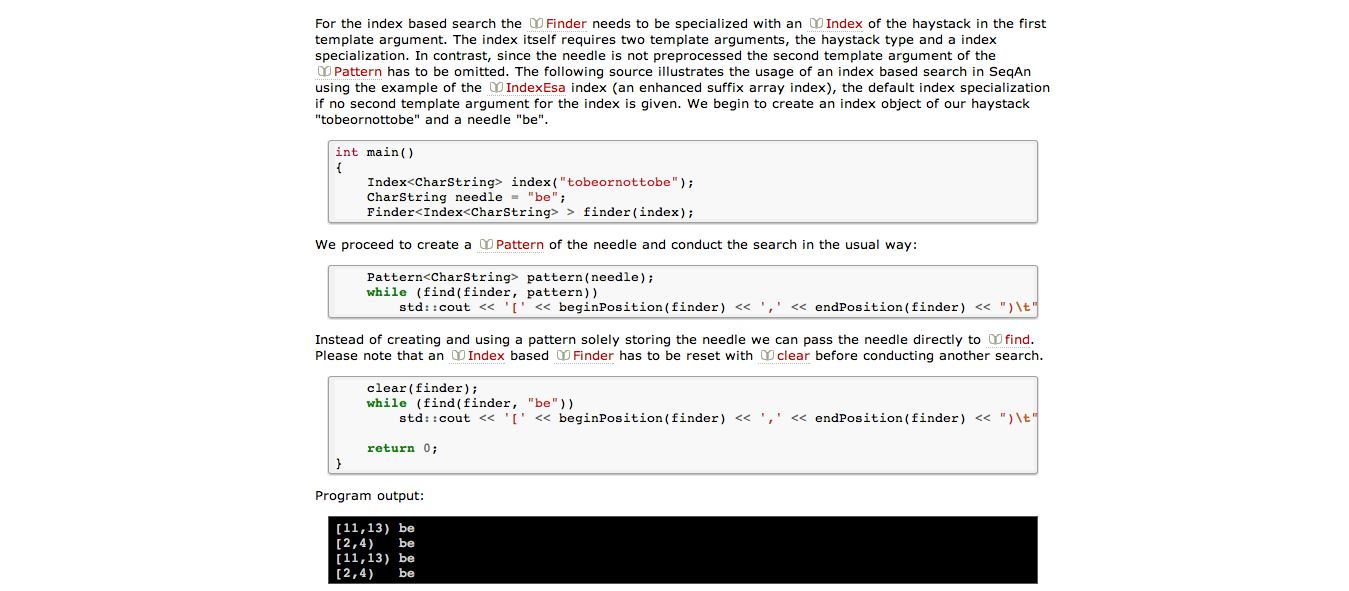 For the index based search the Finder needs to be specialized with an Index of the haystack in the first
template argument. The index itself requires two template arguments, the haystack type and a index
specialization. In contrast, since the needle is not preprocessed the second template argument of the
Pattern has to be omitted. The following source illustrates the usage of an index based search in SeqAn
using the example of the IndexEsa index (an enhanced suffix array index), the default index specialization
if no second template argument for the index is given. We begin to create an index object of our haystack
"tobeornottobe" and a needle "be".
int main()
{
    Index<CharString> index("tobeornottobe");
    CharString needle = "be";
    Finder<Index<CharString> > finder(index);
We proceed to create a Pattern of the needle and conduct the search in the usual way:
    Pattern<CharString> pattern(needle);
    while (find(finder, pattern))
        std::cout << '[' << beginPosition(finder) << ',' << endPosition(finder) << ")\t"
Instead of creating and using a pattern solely storing the needle we can pass the needle directly to find.
Please note that an Index based Finder has to be reset with clear before conducting another search.
    clear(finder);
    while (find(finder, "be"))
        std::cout << '[' << beginPosition(finder) << ',' << endPosition(finder) << ")\t"
    return 0;
}
Program output:
[11,13) be
[2,4)   be
[11,13) be
[2,4)   be